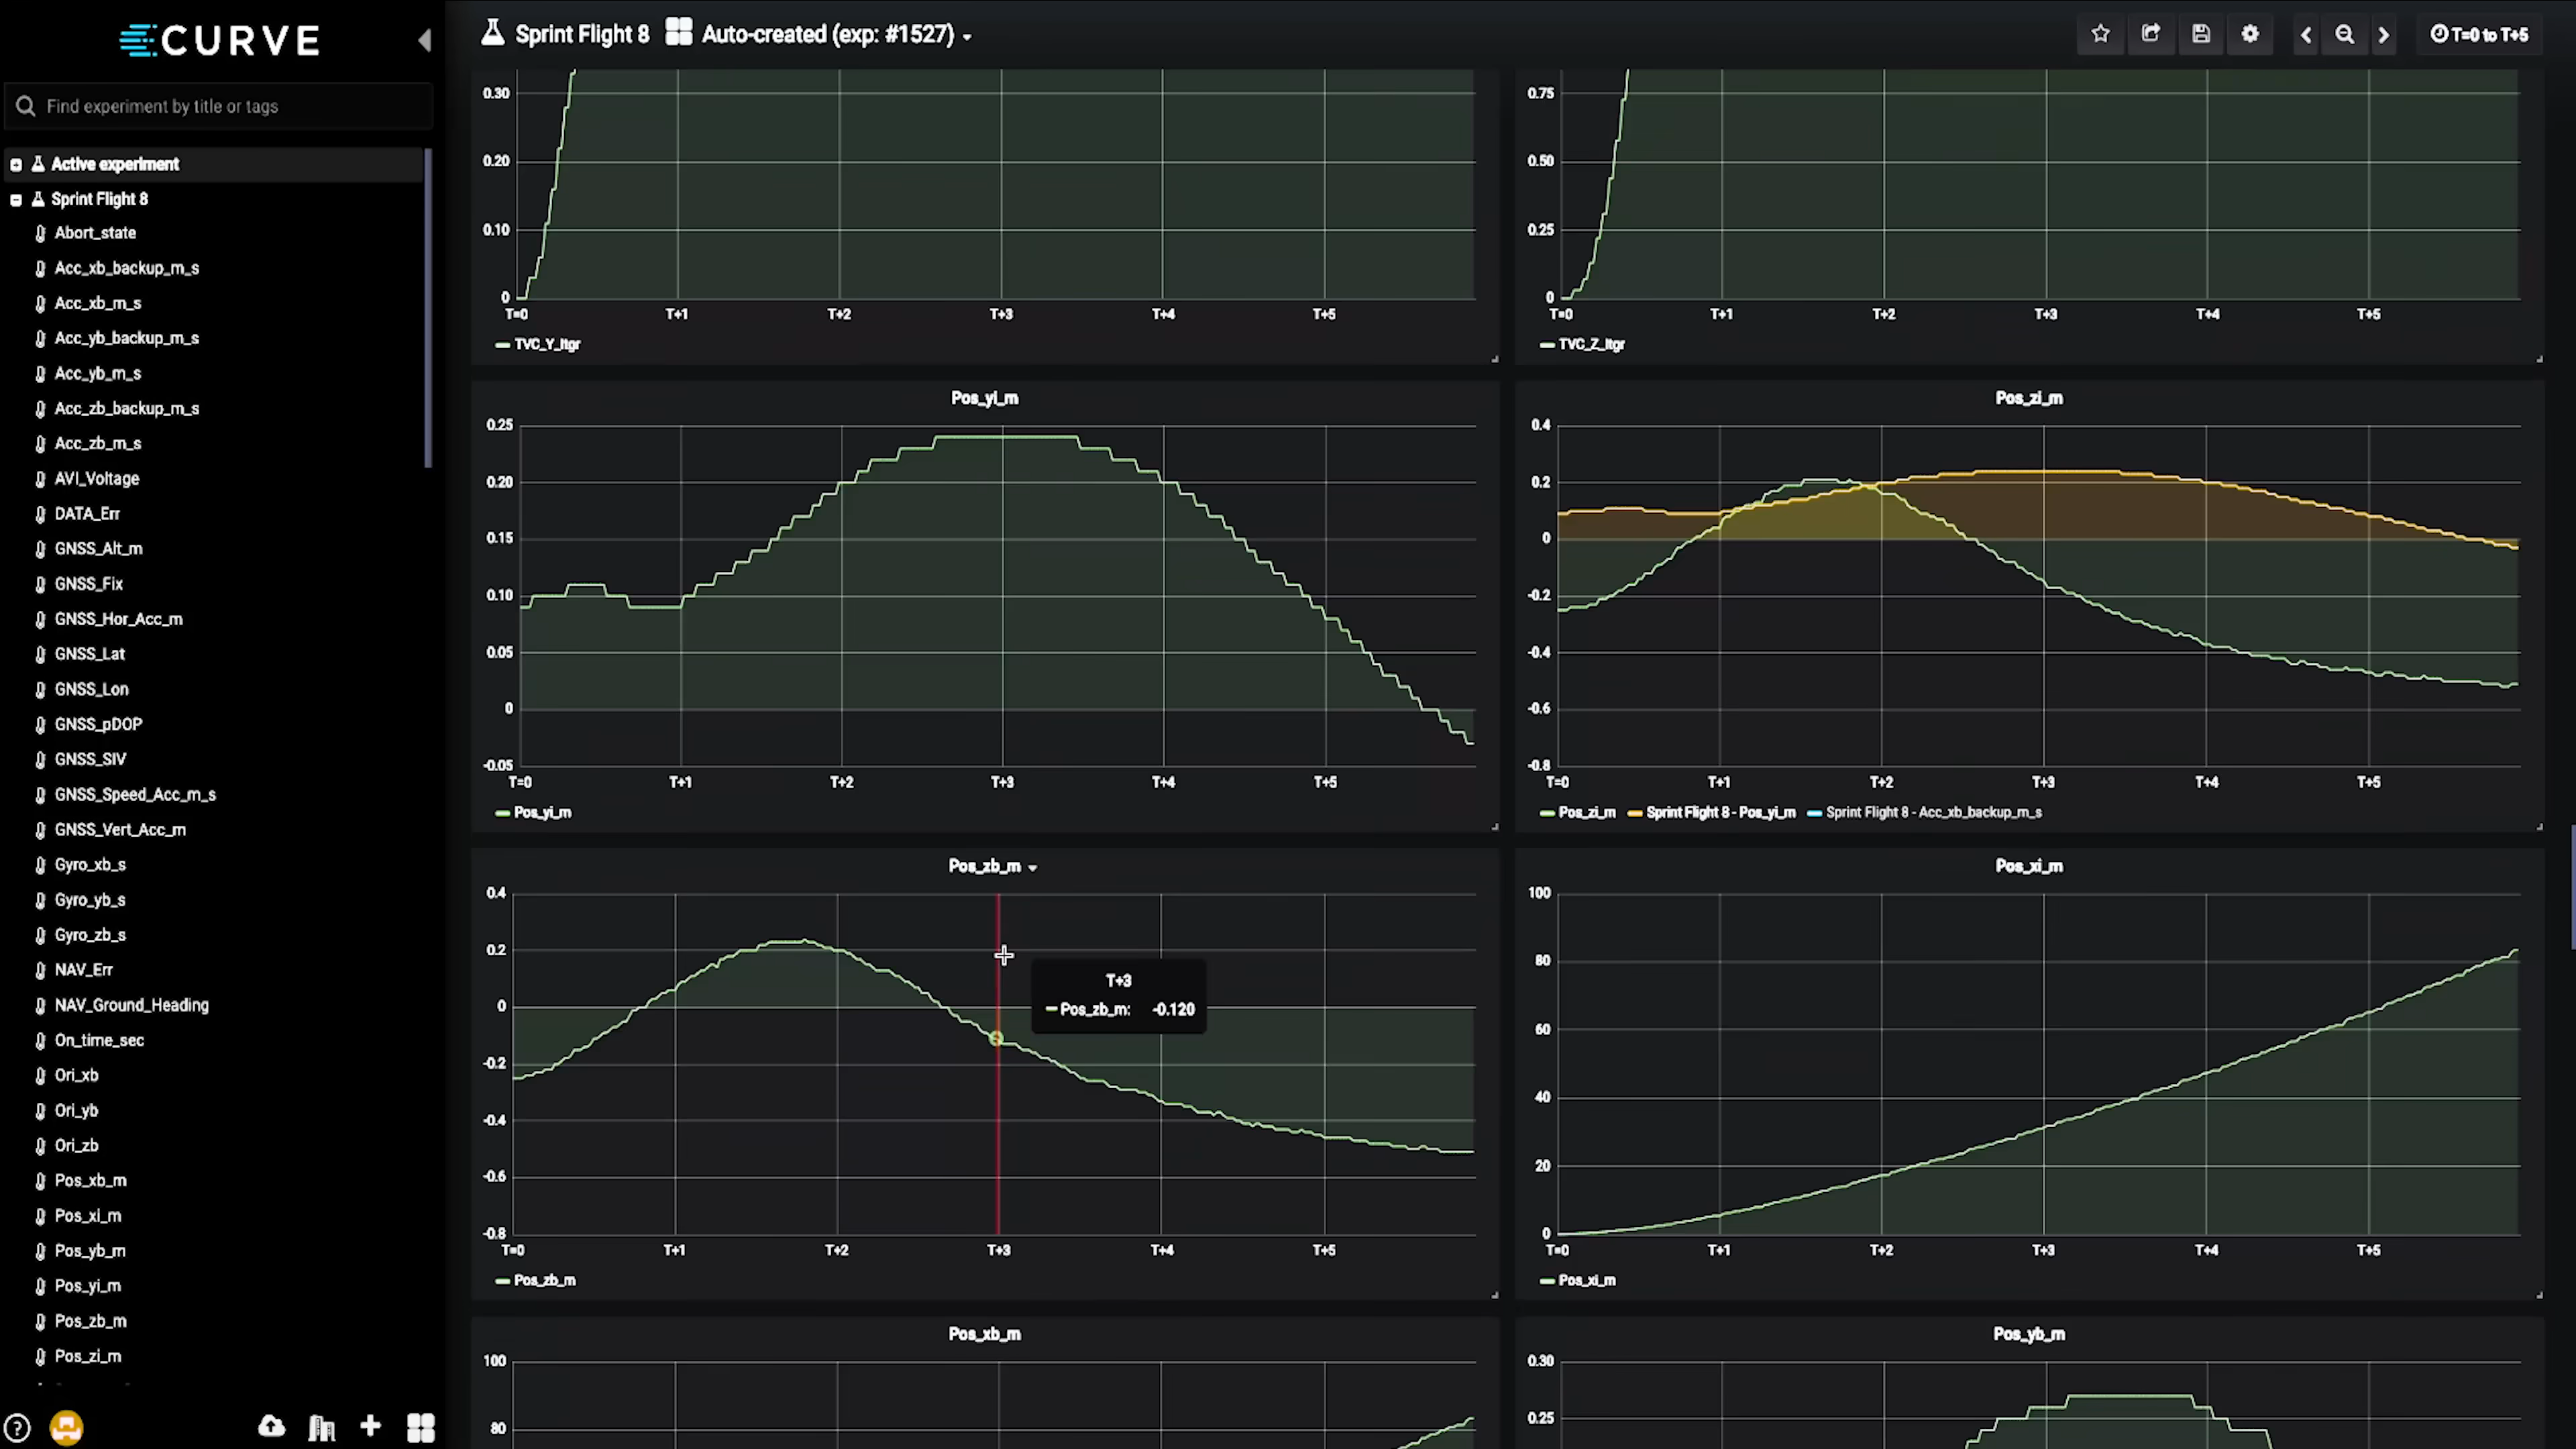 CURVE
Find experiment by title or tags
Active experiment
Sprint Flight 8
Abort_state
Acc_xb_backup_m_s
Acc_xb_m_s
Acc_yb_backup_m_s
Acc_yb_m_s
Acc_zb_backup_m_s
Acc_zb_m_s
AVI_Voltage
DATA_Err
GNSS_Alt_m
GNSS_Fix
GNSS_Hor_Acc_m
GNSS_Lat
GNSS_Lon
GNSS_pDOP
GNSS_SIV
GNSS_Speed_Acc_m_s
GNSS_Vert_Acc_m
Gyro_xb_s
Gyro_yb_s
Gyro_zb_s
NAV_Err
NAV_Ground_Heading
On_time_sec
Ori_xb
Ori_yb
Ori_zb
Pos_xb_m
Pos_xi_m
Pos_yb_m
Pos_yi_m
Pos_zb_m
Pos_zi_m
?
Sprint Flight 8 Auto-created (exp: #1527)
T=0 to T+5
0.30
0.20
0.10
0
T=0 T+1 T+2 T+3 T+4 T+5
TVC_Y_Itgr
0.75
0.50
0.25
0
T=0 T+1 T+2 T+3 T+4 T+5
TVC_Z_Itgr
Pos_yi_m
0.25
0.20
0.15
0.10
0.05
0
-0.05
T=0 T+1 T+2 T+3 T+4 T+5
Pos_yi_m
Pos_zi_m
0.4
0.2
0
-0.2
-0.4
-0.6
-0.8
T=0 T+1 T+2 T+3 T+4 T+5
Pos_zi_m Sprint Flight 8 - Pos_yi_m Sprint Flight 8 - Acc_xb_backup_m_s
Pos_zb_m
0.4
0.2
0
-0.2
-0.4
-0.6
-0.8
T+3
Pos_zb_m: -0.120
T=0 T+1 T+2 T+3 T+4 T+5
Pos_zb_m
Pos_xi_m
100
80
60
40
20
0
T=0 T+1 T+2 T+3 T+4 T+5
Pos_xi_m
Pos_xb_m
100
80
Pos_yb_m
0.30
0.25